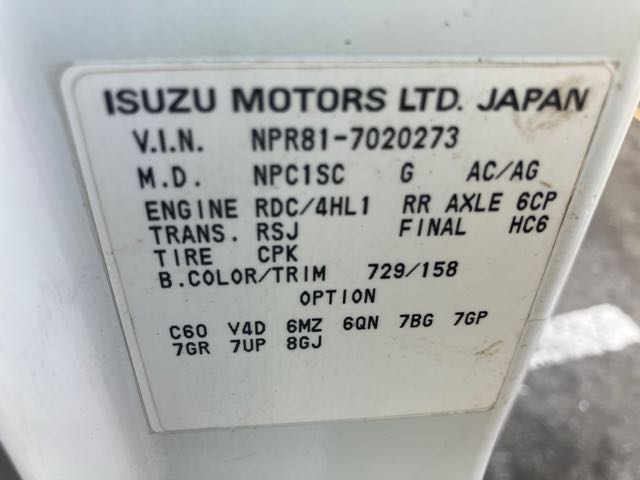 ISUZU MOTORS LTD. JAPAN
V.I.N. NPR81-7020273
M.D. NPC1SC G AC/AG
ENGINE RDC/4HL1 RR AXLE 6CP
TRANS. RSJ FINAL HC6
TIRE CPK
B.COLOR/TRIM 729/158
OPTION
C60 V4D 6MZ 6QN 7BG 7GP
7GR 7UP 8GJ